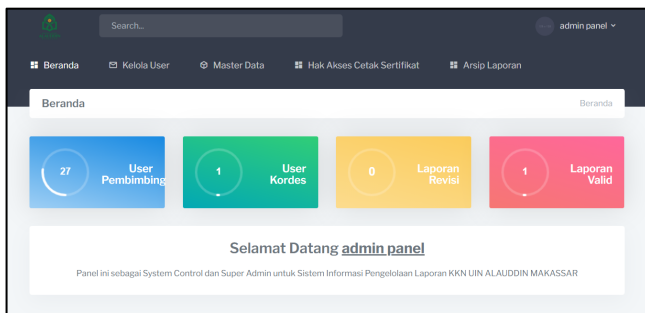 Search...
admin panel
Beranda
Kelola User
Master Data
Hak Akses Cetak Sertifikat
Arsip Laporan
Beranda
Beranda
27
User
Pembimbing
1
User
Kordes
0
Laporan
Revisi
1
Laporan
Valid
Selamat Datang admin panel
Panel ini sebagai System Control dan Super Admin untuk Sistem Informasi Pengelolaan Laporan KKN UIN ALAUDDIN MAKASSAR